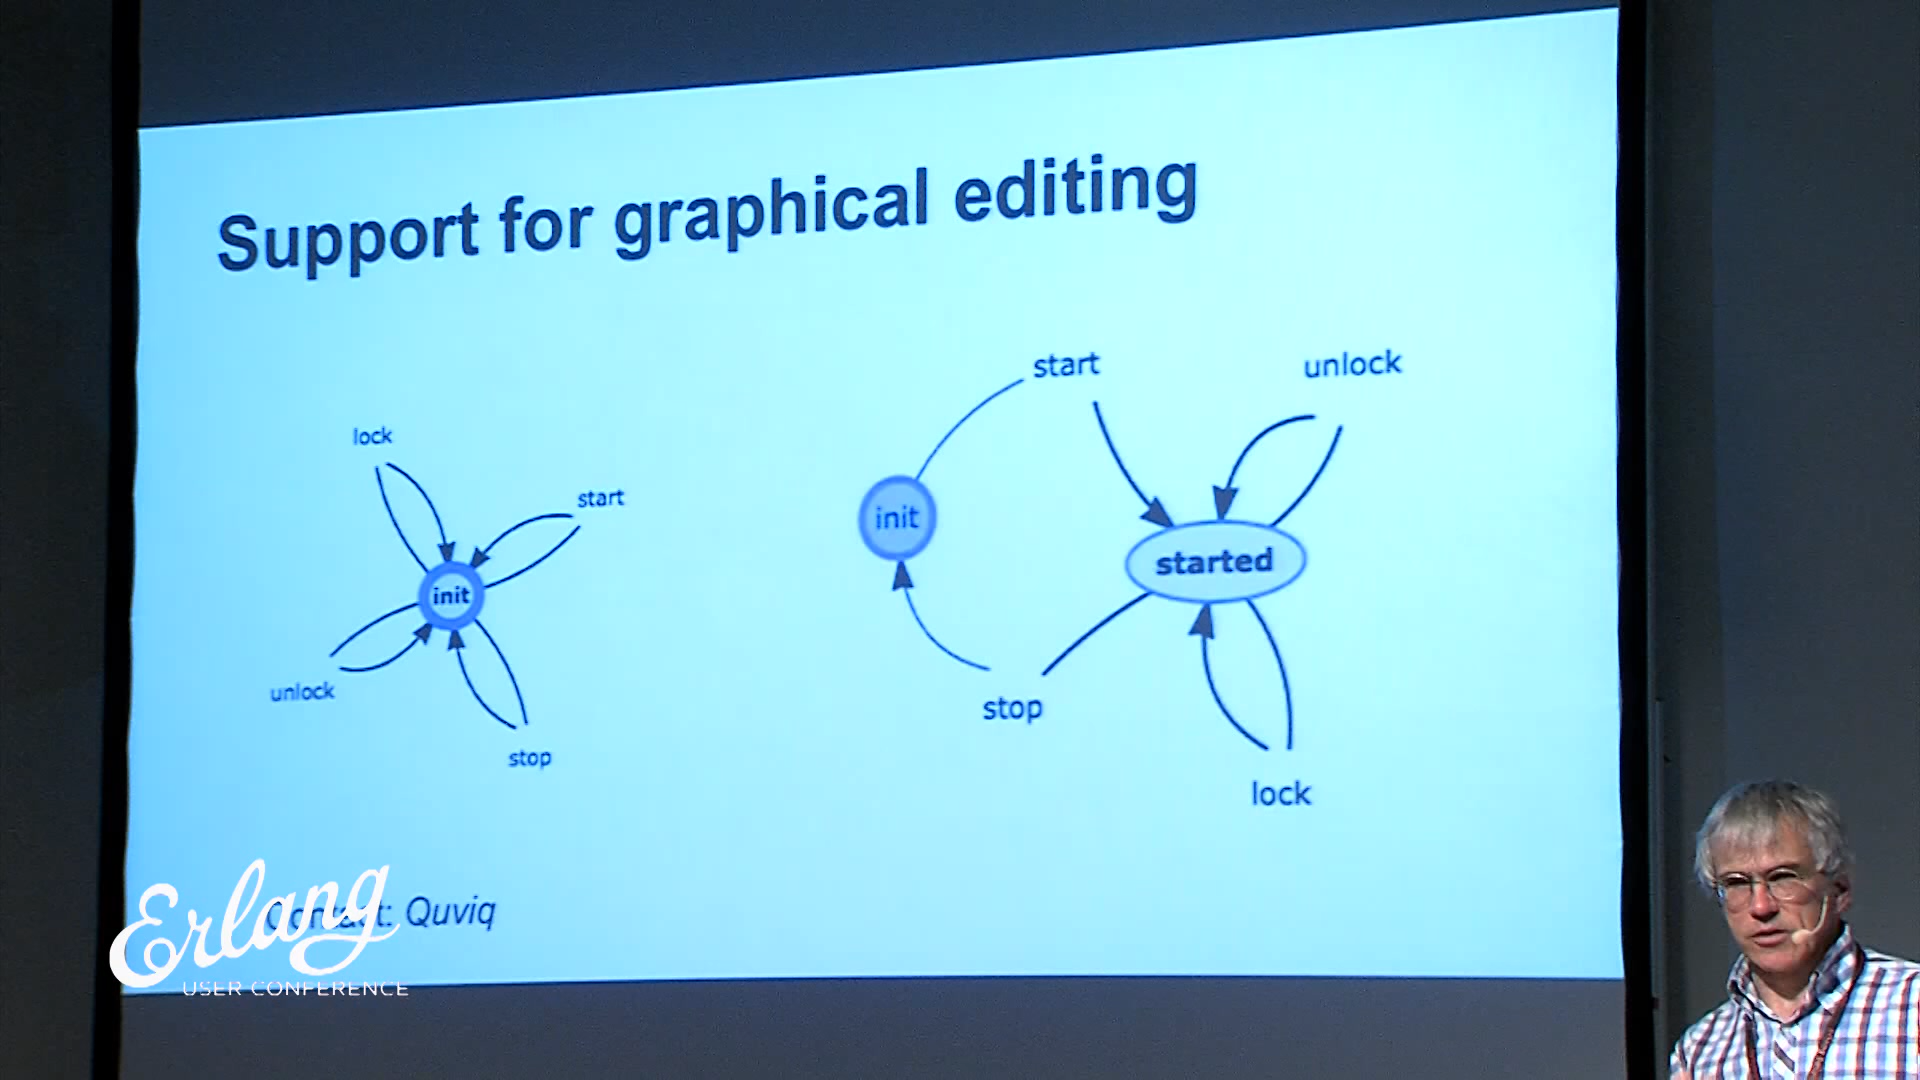 Support for graphical editing
lock
start
init
unlock
stop
start
unlock
init
started
stop
lock
Contact: Quviq
Erlang
USER CONFERENCE